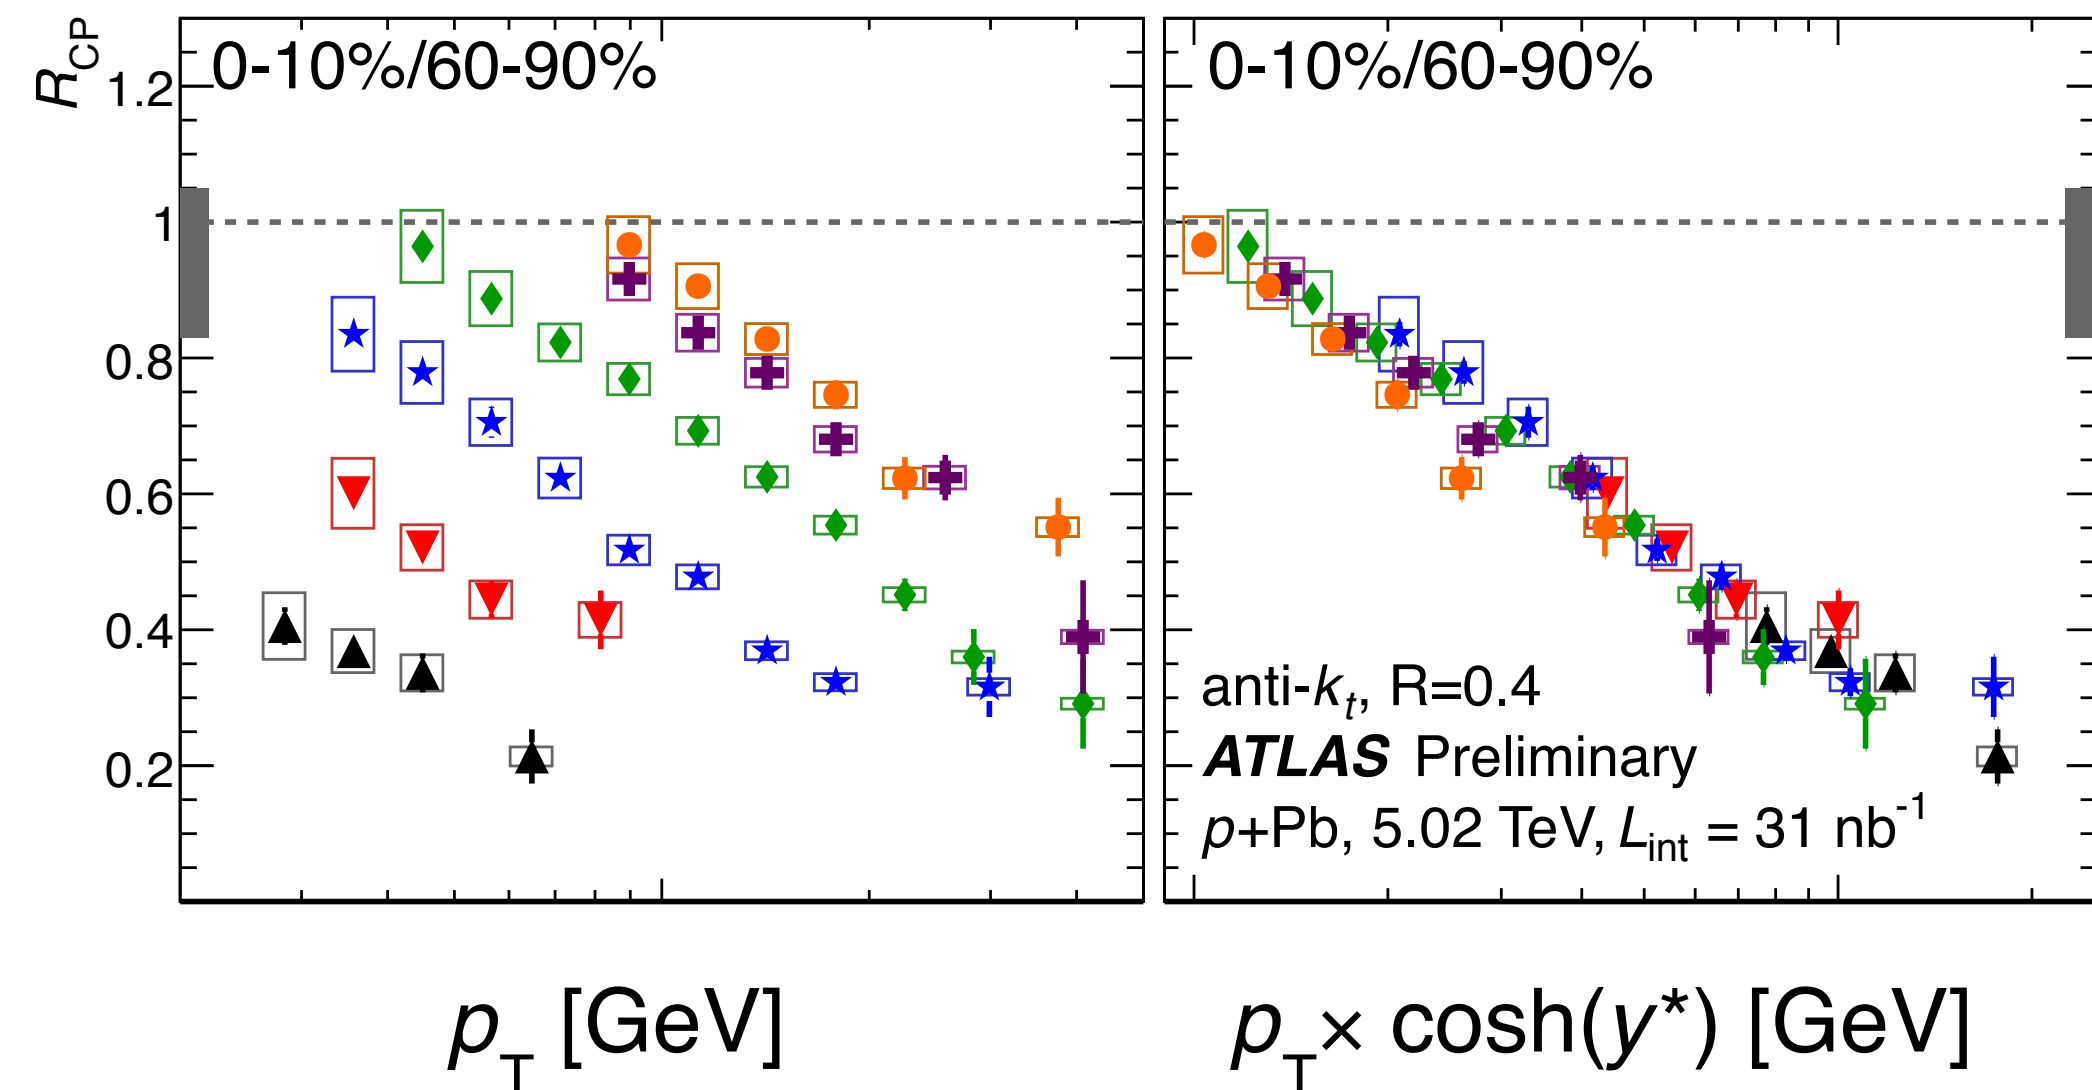 R_CP
0-10%/60-90%
1.2
1
0.8
0.6
0.4
0.2
p_T [GeV]
0-10%/60-90%
anti-k_t, R=0.4
ATLAS Preliminary
p+Pb, 5.02 TeV, L_int = 31 nb^-1
p_T × cosh(y*) [GeV]